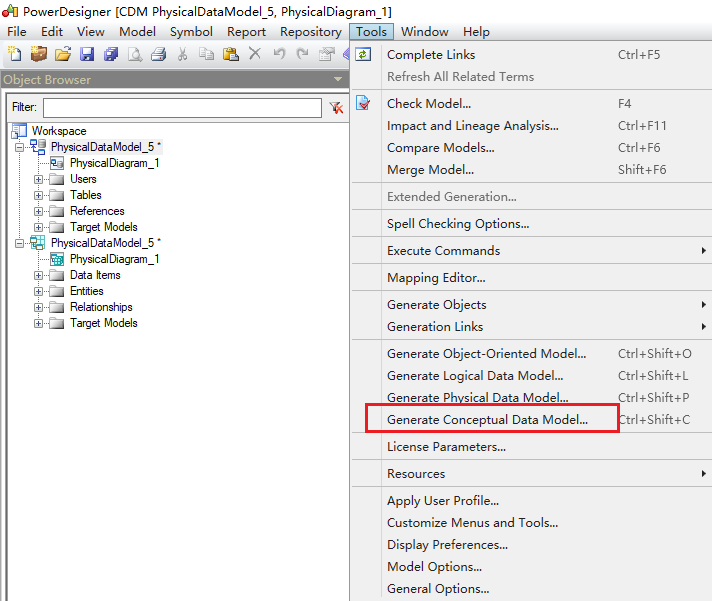 PowerDesigner [CDM PhysicalDataModel_5, PhysicalDiagram_1]
File Edit View Model Symbol Report Repository Tools Window Help
Object Browser
Filter:
Workspace
PhysicalDataModel_5 *
PhysicalDiagram_1
Users
Tables
References
Target Models
PhysicalDataModel_5 *
PhysicalDiagram_1
Data Items
Entities
Relationships
Target Models
Complete Links Ctrl+F5
Refresh All Related Terms
Check Model... F4
Impact and Lineage Analysis... Ctrl+F11
Compare Models... Ctrl+F6
Merge Model... Shift+F6
Extended Generation...
Spell Checking Options...
Execute Commands
Mapping Editor...
Generate Objects
Generation Links
Generate Object-Oriented Model... Ctrl+Shift+O
Generate Logical Data Model... Ctrl+Shift+L
Generate Physical Data Model... Ctrl+Shift+P
Generate Conceptual Data Model... Ctrl+Shift+C
License Parameters...
Resources
Apply User Profile...
Customize Menus and Tools...
Display Preferences...
Model Options...
General Options...